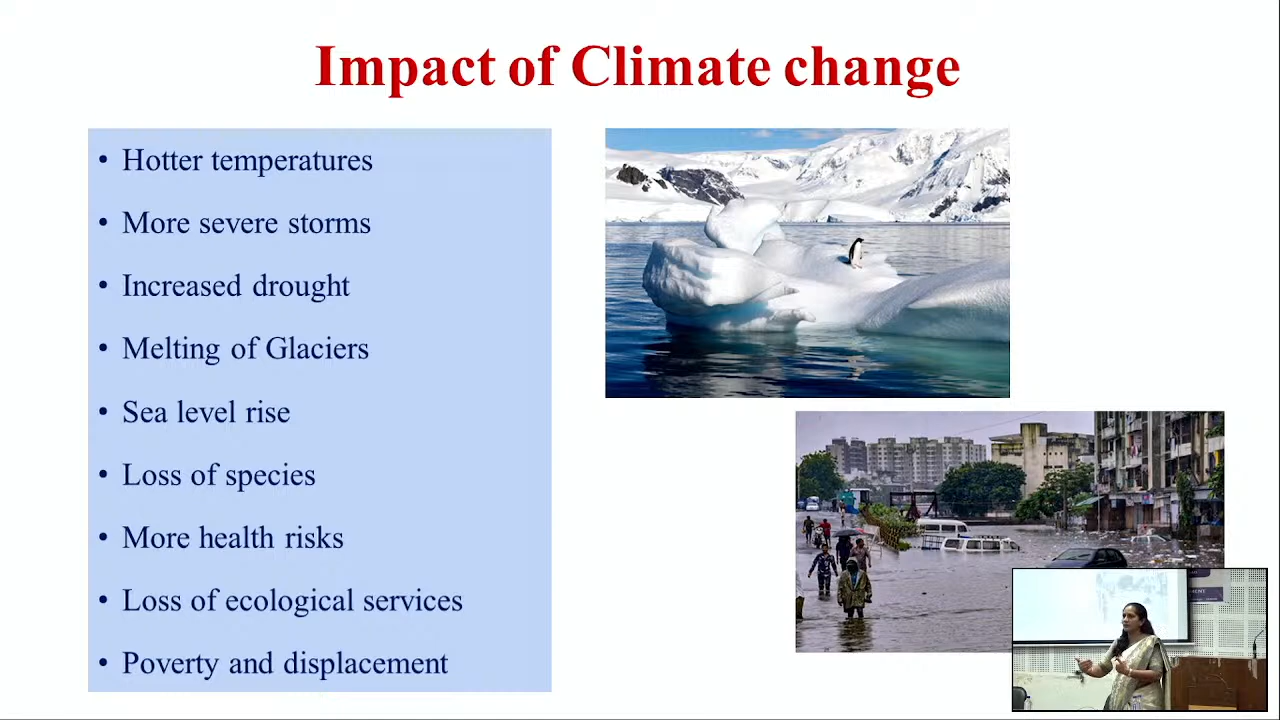 Impact of Climate change
• Hotter temperatures
• More severe storms
• Increased drought
• Melting of Glaciers
• Sea level rise
• Loss of species
• More health risks
• Loss of ecological services
• Poverty and displacement